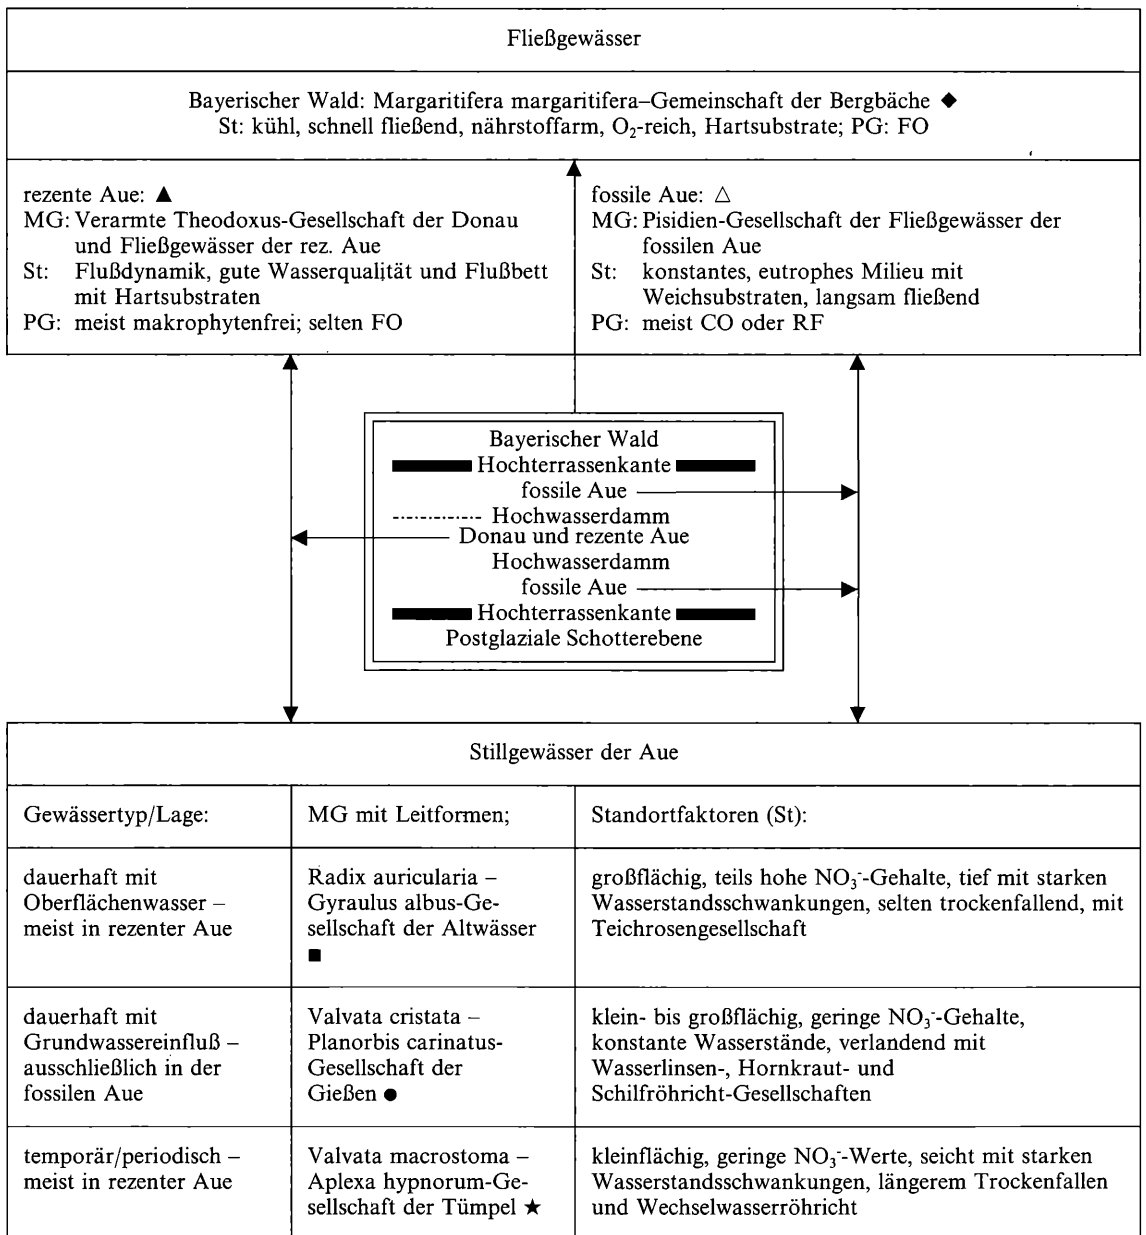 Fließgewässer
Bayerischer Wald: Margaritifera margaritifera–Gemeinschaft der Bergbäche ◆
St: kühl, schnell fließend, nährstoffarm, O₂-reich, Hartsubstrate; PG: FO
rezente Aue: ▲
MG: Verarmte Theodoxus-Gesellschaft der Donau
und Fließgewässer der rez. Aue
St: Flußdynamik, gute Wasserqualität und Flußbett
mit Hartsubstraten
PG: meist makrophytenfrei; selten FO
fossile Aue: △
MG: Pisidien-Gesellschaft der Fließgewässer der
fossilen Aue
St: konstantes, eutrophes Milieu mit
Weichsubstraten, langsam fließend
PG: meist CO oder RF
Bayerischer Wald
Hochterrassenkante
fossile Aue
Hochwasserdamm
Donau und rezente Aue
Hochwasserdamm
fossile Aue
Hochterrassenkante
Postglaziale Schotterebene
Stillgewässer der Aue
Gewässertyp/Lage:
MG mit Leitformen;
Standortfaktoren (St):
dauerhaft mit
Oberflächenwasser –
meist in rezenter Aue
Radix auricularia –
Gyraulus albus-Ge-
sellschaft der Altwässer
■
großflächig, teils hohe NO₃⁻-Gehalte, tief mit starken
Wasserstandsschwankungen, selten trockenfallend, mit
Teichrosengesellschaft
dauerhaft mit
Grundwassereinfluß –
ausschließlich in der
fossilen Aue
Valvata cristata –
Planorbis carinatus-
Gesellschaft der
Gießen ●
klein- bis großflächig, geringe NO₃⁻-Gehalte,
konstante Wasserstände, verlandend mit
Wasserlinsen-, Hornkraut- und
Schilfröhricht-Gesellschaften
temporär/periodisch –
meist in rezenter Aue
Valvata macrostoma –
Aplexa hypnorum-Ge-
sellschaft der Tümpel ★
kleinflächig, geringe NO₃⁻-Werte, seicht mit starken
Wasserstandsschwankungen, längerem Trockenfallen
und Wechselwasserröhricht